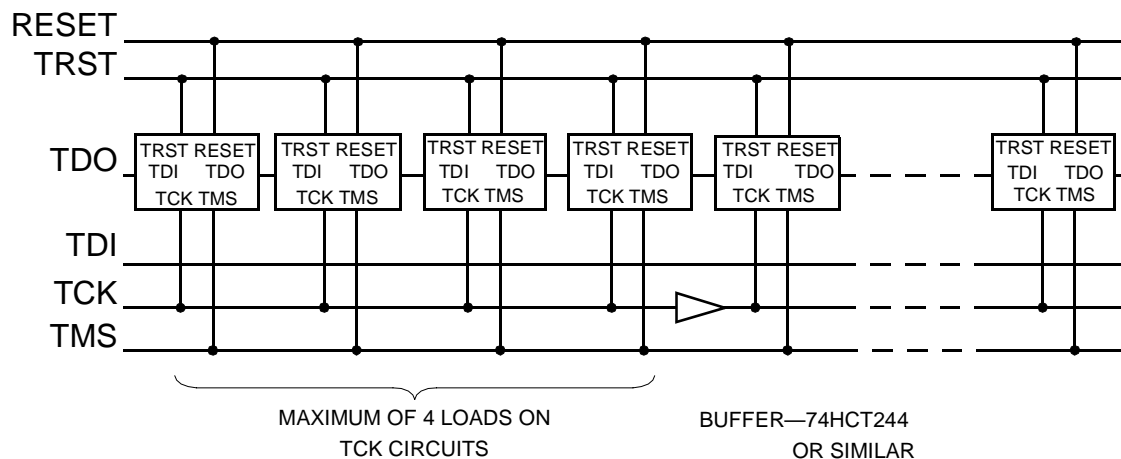 RESET
TRST
TRST RESET
TDI TDO
TCK TMS
TRST RESET
TDI TDO
TCK TMS
TRST RESET
TDI TDO
TCK TMS
TRST RESET
TDI TDO
TCK TMS
TRST RESET
TDI TDO
TCK TMS
TRST RESET
TDI TDO
TCK TMS
TDO
TDI
TCK
TMS
MAXIMUM OF 4 LOADS ON
TCK CIRCUITS
BUFFER—74HCT244
OR SIMILAR